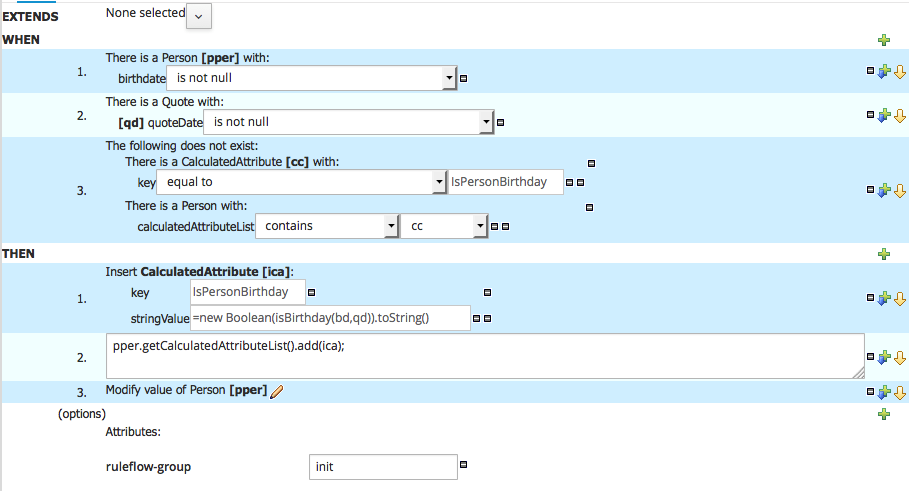 EXTENDS None selected
WHEN
There is a Person [pper] with:
1.
birthdate is not null
There is a Quote with:
2.
[qd] quoteDate is not null
The following does not exist:
There is a CalculatedAttribute [cc] with:
3.
key equal to IsPersonBirthday
There is a Person with:
calculatedAttributeList contains cc
THEN
Insert CalculatedAttribute [ica]:
1.
key IsPersonBirthday
stringValue =new Boolean(isBirthday(bd,qd)).toString()
2.
pper.getCalculatedAttributeList().add(ica);
3. Modify value of Person [pper]
(options)
Attributes:
ruleflow-group init